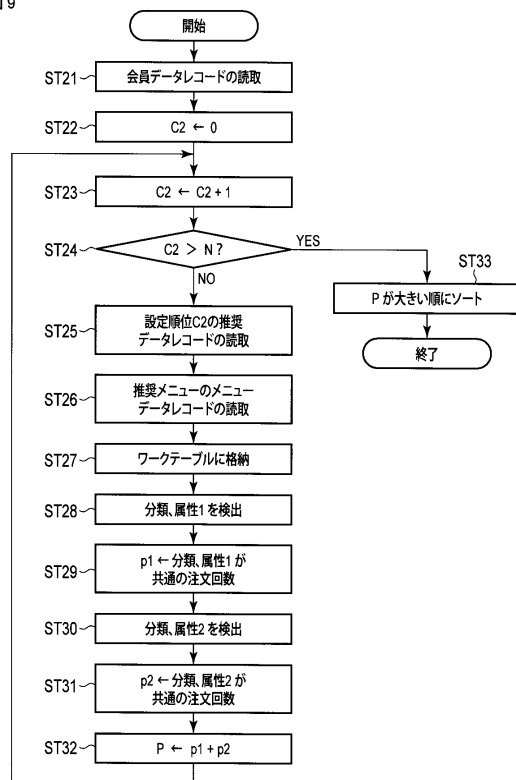 図9
開始
ST21
会員データレコードの読取
ST22
C2 ← 0
ST23
C2 ← C2 + 1
ST24
C2 > N ?
YES
NO
ST33
Pが大きい順にソート
終了
ST25
設定順位C2の推奨
データレコードの読取
ST26
推奨メニューのメニュー
データレコードの読取
ST27
ワークテーブルに格納
ST28
分類、属性1を検出
ST29
p1 ← 分類、属性1が
共通の注文回数
ST30
分類、属性2を検出
ST31
p2 ← 分類、属性2が
共通の注文回数
ST32
P ← p1 + p2